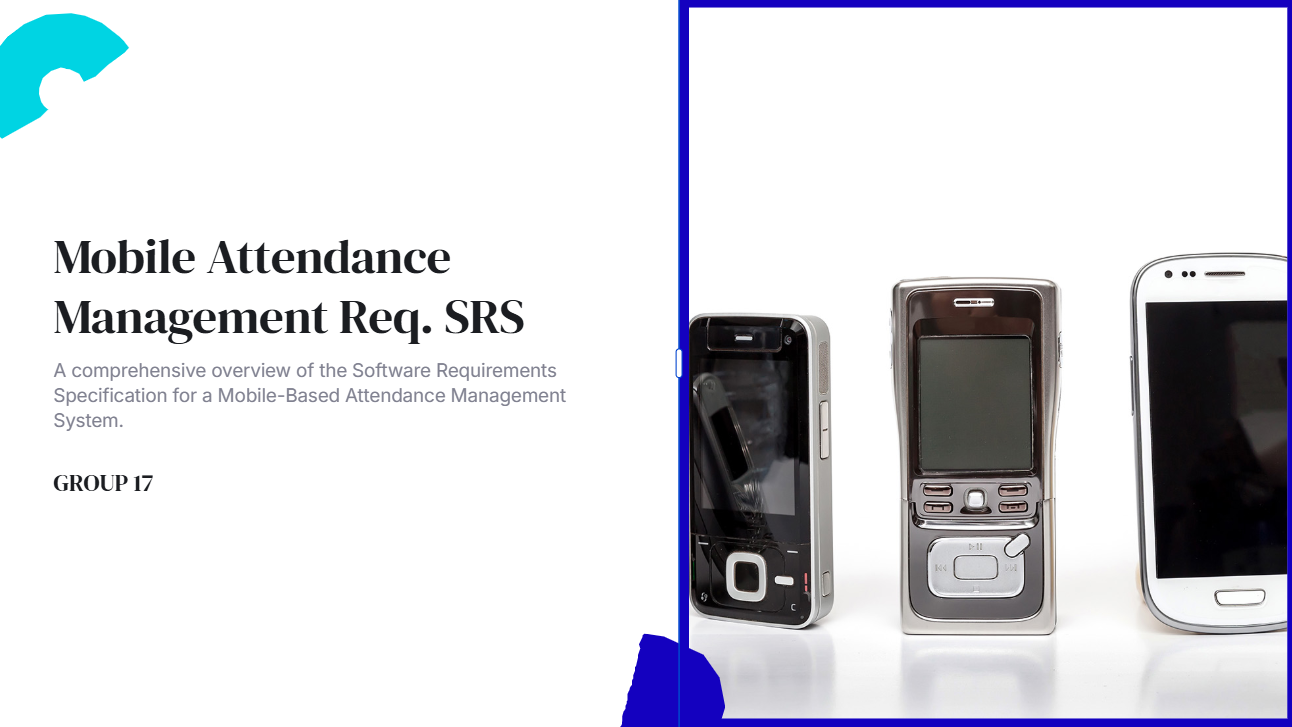 Mobile Attendance
Management Req. SRS
A comprehensive overview of the Software Requirements
Specification for a Mobile-Based Attendance Management
System.
GROUP 17